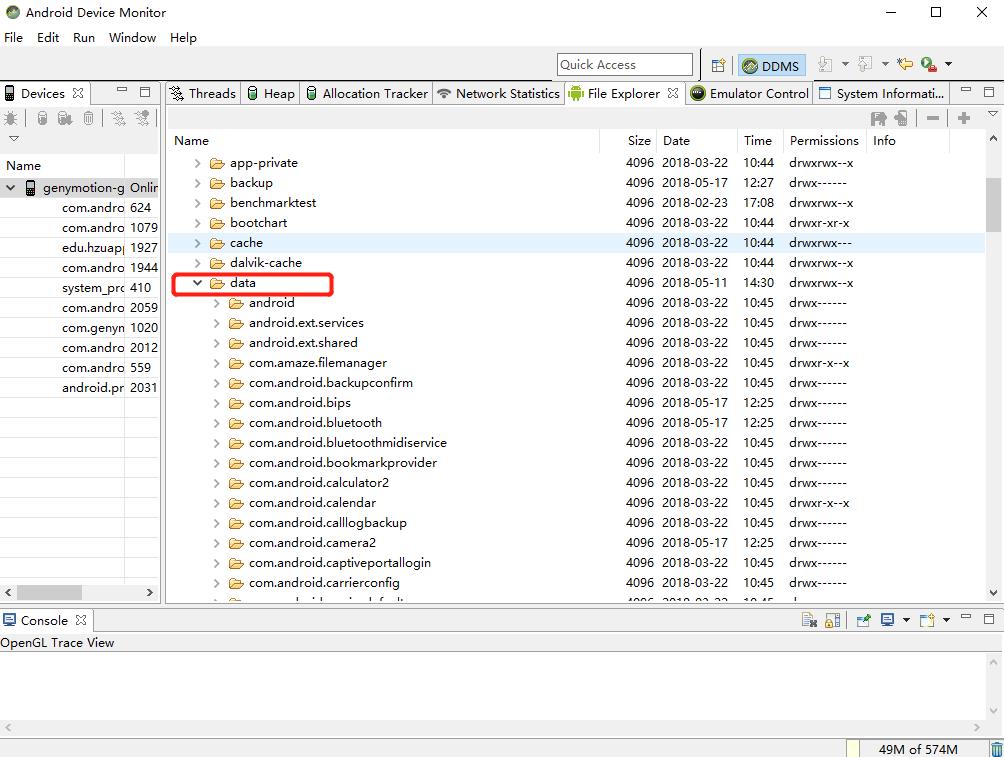 Android Device Monitor
File Edit Run Window Help
Quick Access DDMS
Devices Threads Heap Allocation Tracker Network Statistics File Explorer Emulator Control System Informati...
Name
genymotion-g Onlin
com.andro 624
com.andro 1079
edu.hzuap 1927
com.andro 1944
system_pro 410
com.andro 2059
com.genyn 1020
com.andro 2012
com.andro 559
android.pr 2031
Name Size Date Time Permissions Info
app-private 4096 2018-03-22 10:44 drwxrwx--x
backup 4096 2018-05-17 12:27 drwx------
benchmarktest 4096 2018-02-23 17:08 drwxrwx--x
bootchart 4096 2018-03-22 10:44 drwxr-xr-x
cache 4096 2018-03-22 10:44 drwxrwx---
dalvik-cache 4096 2018-03-22 10:44 drwxrwx--x
data 4096 2018-05-11 14:30 drwxrwx--x
android 4096 2018-03-22 10:45 drwx------
android.ext.services 4096 2018-03-22 10:45 drwx------
android.ext.shared 4096 2018-03-22 10:45 drwx------
com.amaze.filemanager 4096 2018-03-22 10:45 drwxr-x--x
com.android.backupconfirm 4096 2018-03-22 10:45 drwx------
com.android.bips 4096 2018-05-17 12:25 drwx------
com.android.bluetooth 4096 2018-05-17 12:25 drwx------
com.android.bluetoothmidiservice 4096 2018-03-22 10:45 drwx------
com.android.bookmarkprovider 4096 2018-03-22 10:45 drwx------
com.android.calculator2 4096 2018-03-22 10:45 drwx------
com.android.calendar 4096 2018-03-22 10:45 drwxr-x--x
com.android.calllogbackup 4096 2018-03-22 10:45 drwx------
com.android.camera2 4096 2018-05-17 12:25 drwx------
com.android.captiveportallogin 4096 2018-03-22 10:45 drwx------
com.android.carrierconfig 4096 2018-03-22 10:45 drwx------
Console
OpenGL Trace View
49M of 574M